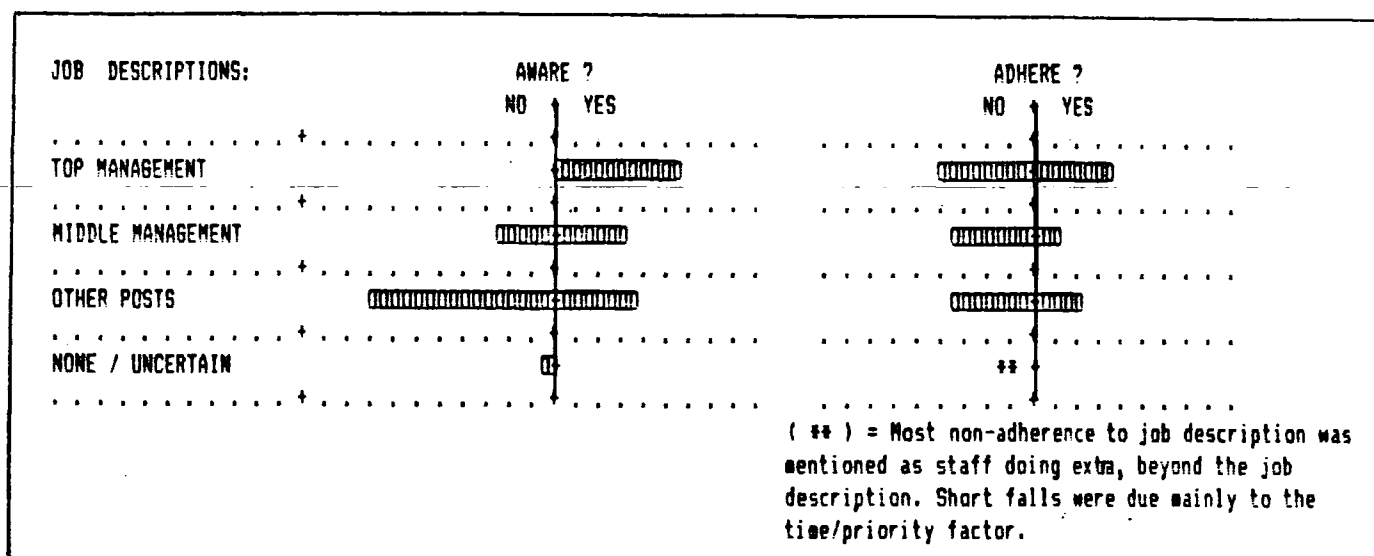 JOB DESCRIPTIONS: AWARE ? ADHERE ?
NO YES NO YES
TOP MANAGEMENT
MIDDLE MANAGEMENT
OTHER POSTS
NONE / UNCERTAIN **
( ** ) = Most non-adherence to job description was
mentioned as staff doing extra, beyond the job
description. Short falls were due mainly to the
time/priority factor.